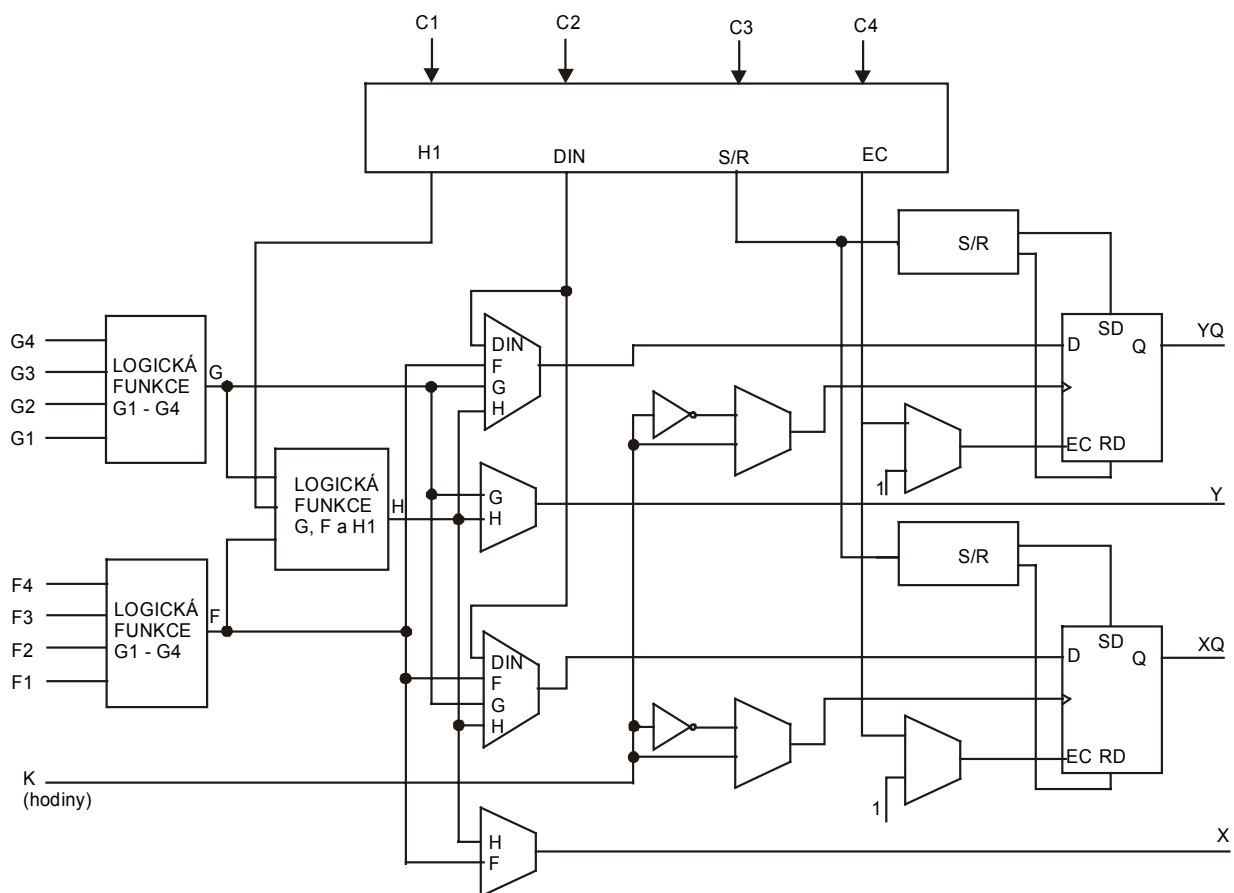 C1
C2
C3
C4
H1
DIN
S/R
EC
S/R
G4
G3
G2
G1
LOGICKÁ
FUNKCE
G1 - G4
G
DIN
F
G
H
D
SD
Q
EC
RD
YQ
1
LOGICKÁ
FUNKCE
G, F a H1
H
G
H
Y
S/R
F4
F3
F2
F1
LOGICKÁ
FUNKCE
G1 - G4
F
DIN
F
G
H
D
SD
Q
EC
RD
XQ
1
K
(hodiny)
H
F
X